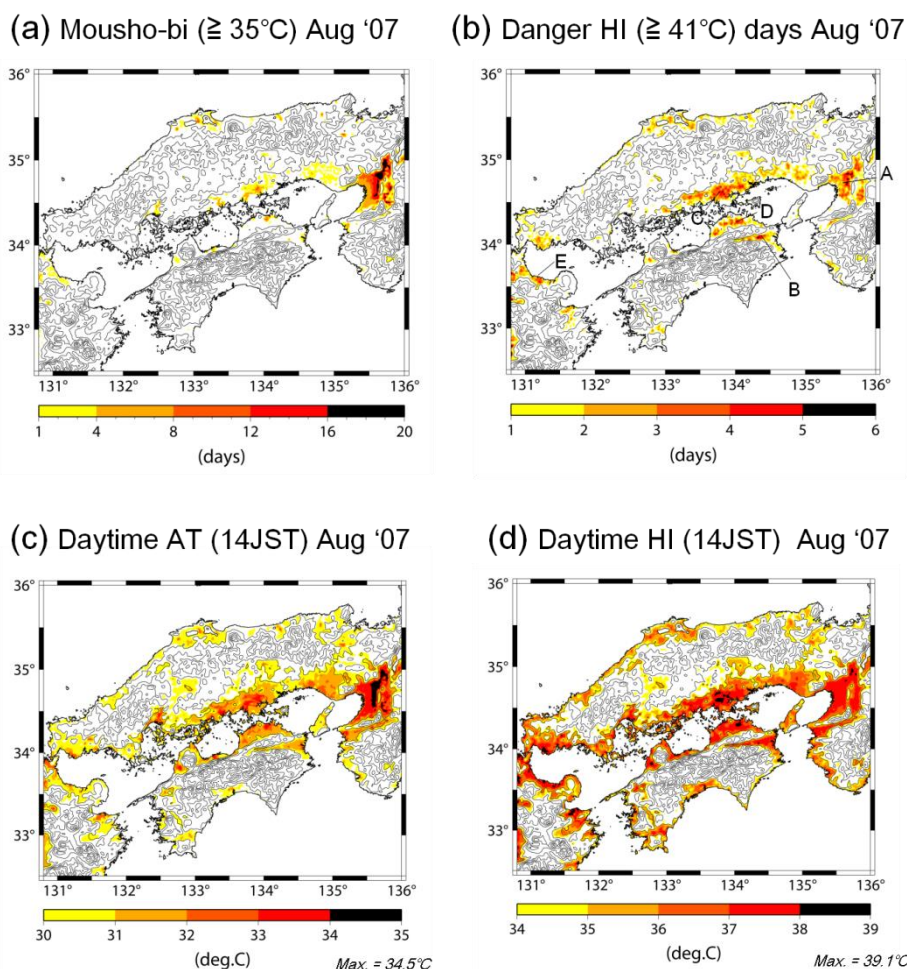 (a) Mousho-bi (≧ 35℃) Aug ‘07
36°
35°
34°
33°
131° 132° 133° 134° 135° 136°
1 4 8 12 16 20
(days)
(b) Danger HI (≧ 41℃) days Aug ‘07
36°
35°
34°
33°
A
C
D
E
B
131° 132° 133° 134° 135° 136°
1 2 3 4 5 6
(days)
(c) Daytime AT (14JST) Aug ‘07
36°
35°
34°
33°
131° 132° 133° 134° 135° 136°
30 31 32 33 34 35
(deg.C)
Max. = 34.5℃
(d) Daytime HI (14JST) Aug ‘07
36°
35°
34°
33°
131° 132° 133° 134° 135° 136°
34 35 36 37 38 39
(deg.C)
Max. = 39.1℃